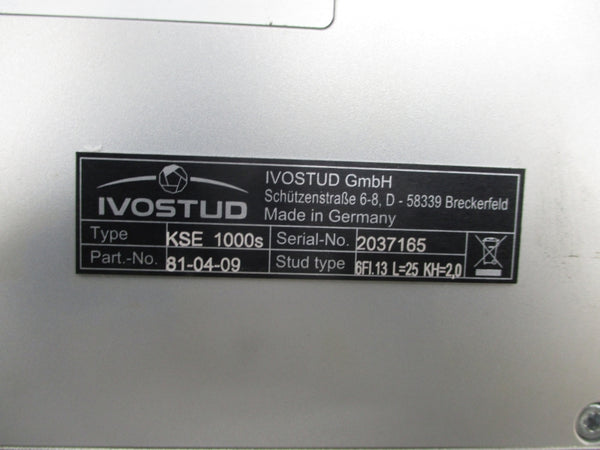 IVOSTUD
IVOSTUD GmbH
Schützenstraße 6-8, D - 58339 Breckerfeld
Made in Germany
Type KSE 1000s Serial-No. 2037165
Part.-No. 81-04-09 Stud type 6Fl.13 L=25 KH=2,0